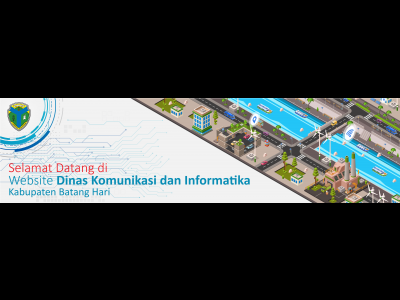 Selamat Datang di
Website Dinas Komunikasi dan Informatika
Kabupaten Batang Hari